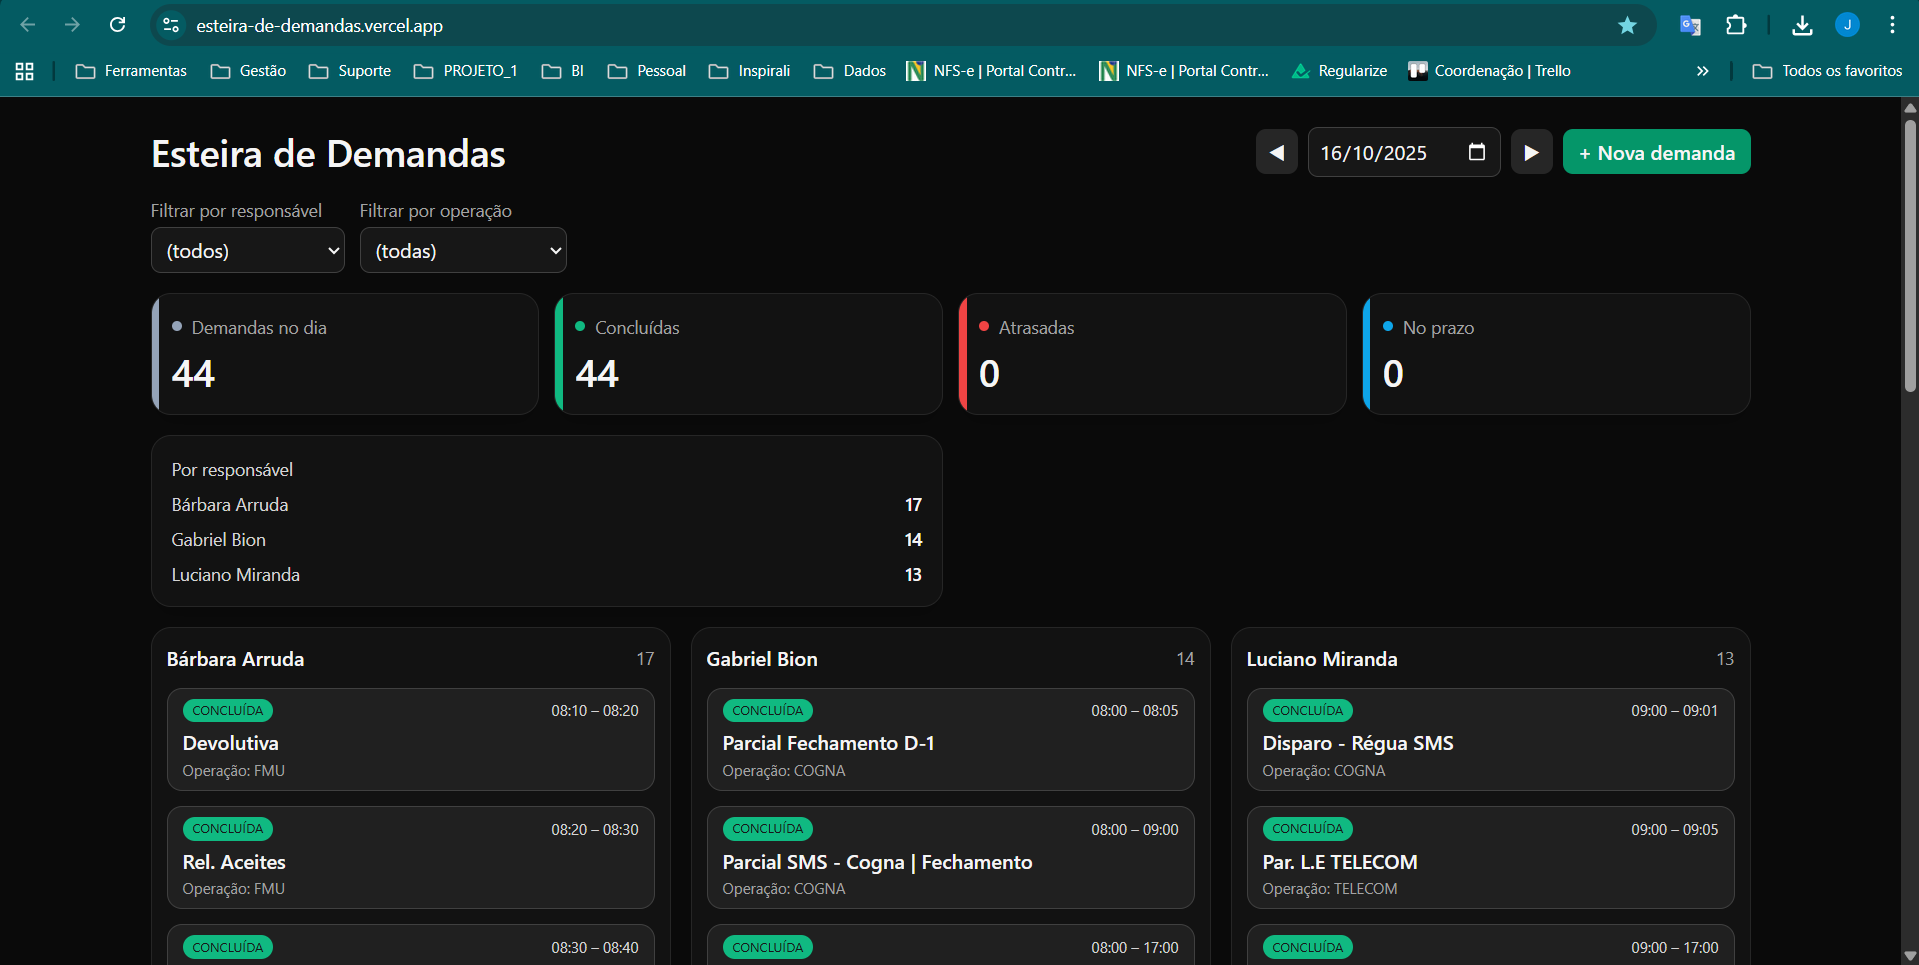 esteira-de-demandas.vercel.app
J
Ferramentas Gestão Suporte PROJETO_1 BI Pessoal Inspirali Dados NFS-e | Portal Contr... NFS-e | Portal Contr... Regularize Coordenação | Trello » Todos os favoritos
Esteira de Demandas
16/10/2025
+ Nova demanda
Filtrar por responsável Filtrar por operação
(todos) (todas)
Demandas no dia
44
Concluídas
44
Atrasadas
0
No prazo
0
Por responsável
Bárbara Arruda 17
Gabriel Bion 14
Luciano Miranda 13
Bárbara Arruda 17
CONCLUÍDA 08:10 – 08:20
Devolutiva
Operação: FMU
CONCLUÍDA 08:20 – 08:30
Rel. Aceites
Operação: FMU
CONCLUÍDA 08:30 – 08:40
Gabriel Bion 14
CONCLUÍDA 08:00 – 08:05
Parcial Fechamento D-1
Operação: COGNA
CONCLUÍDA 08:00 – 09:00
Parcial SMS - Cogna | Fechamento
Operação: COGNA
CONCLUÍDA 08:00 – 17:00
Luciano Miranda 13
CONCLUÍDA 09:00 – 09:01
Disparo - Régua SMS
Operação: COGNA
CONCLUÍDA 09:00 – 09:05
Par. L.E TELECOM
Operação: TELECOM
CONCLUÍDA 09:00 – 17:00